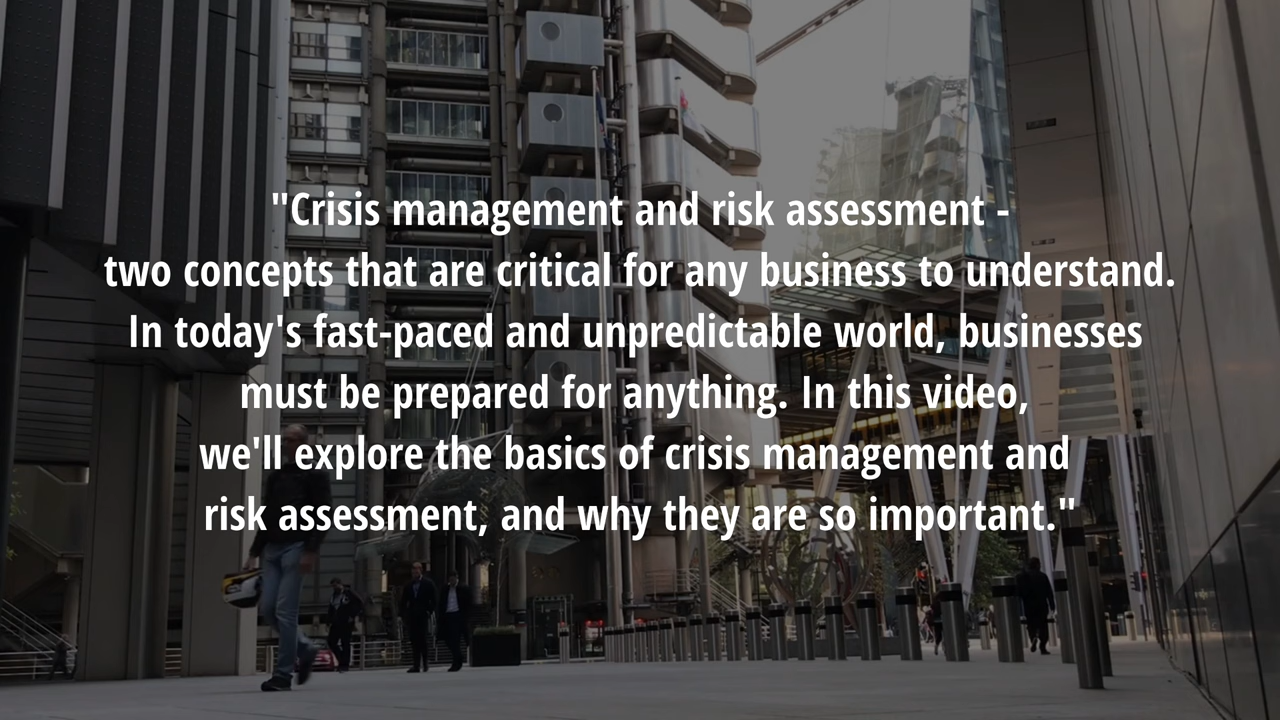 "Crisis management and risk assessment -
two concepts that are critical for any business to understand.
In today's fast-paced and unpredictable world, businesses
must be prepared for anything. In this video,
we'll explore the basics of crisis management and
risk assessment, and why they are so important."